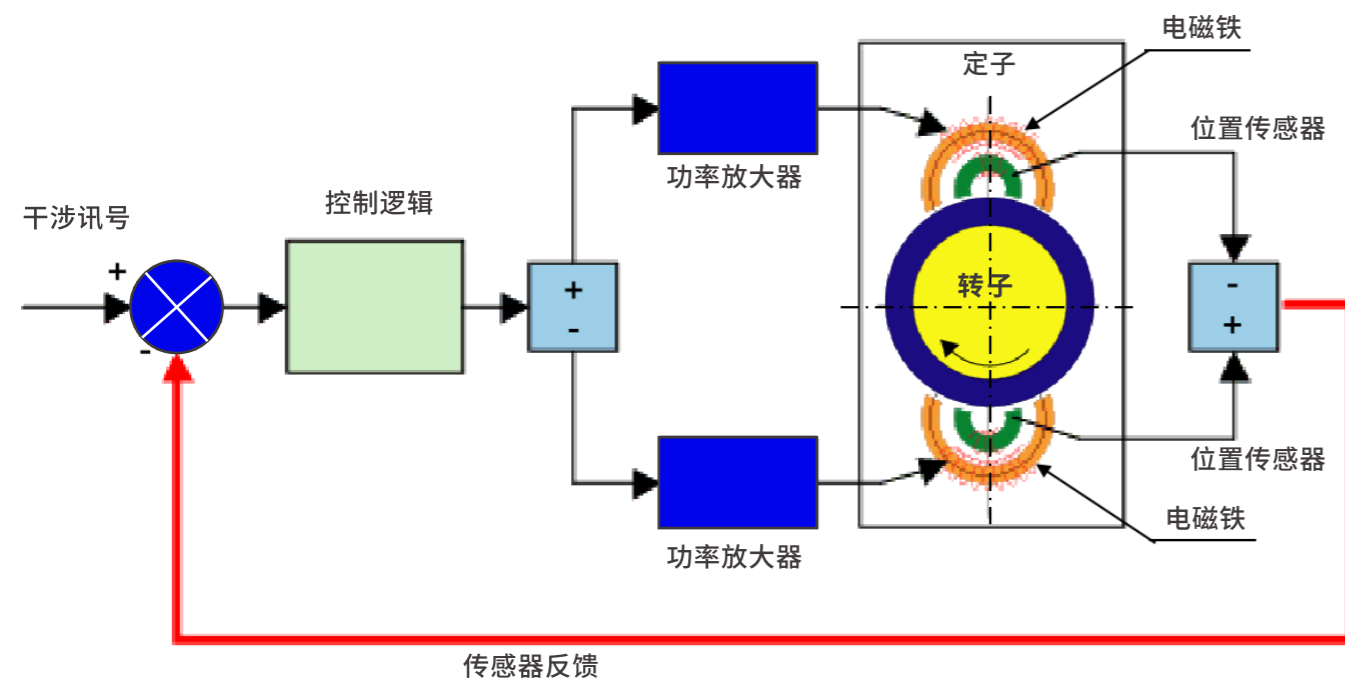 电磁铁
定子
位置传感器
功率放大器
控制逻辑
干涉讯号
+
-
+
-
转子
-
+
位置传感器
电磁铁
功率放大器
传感器反馈